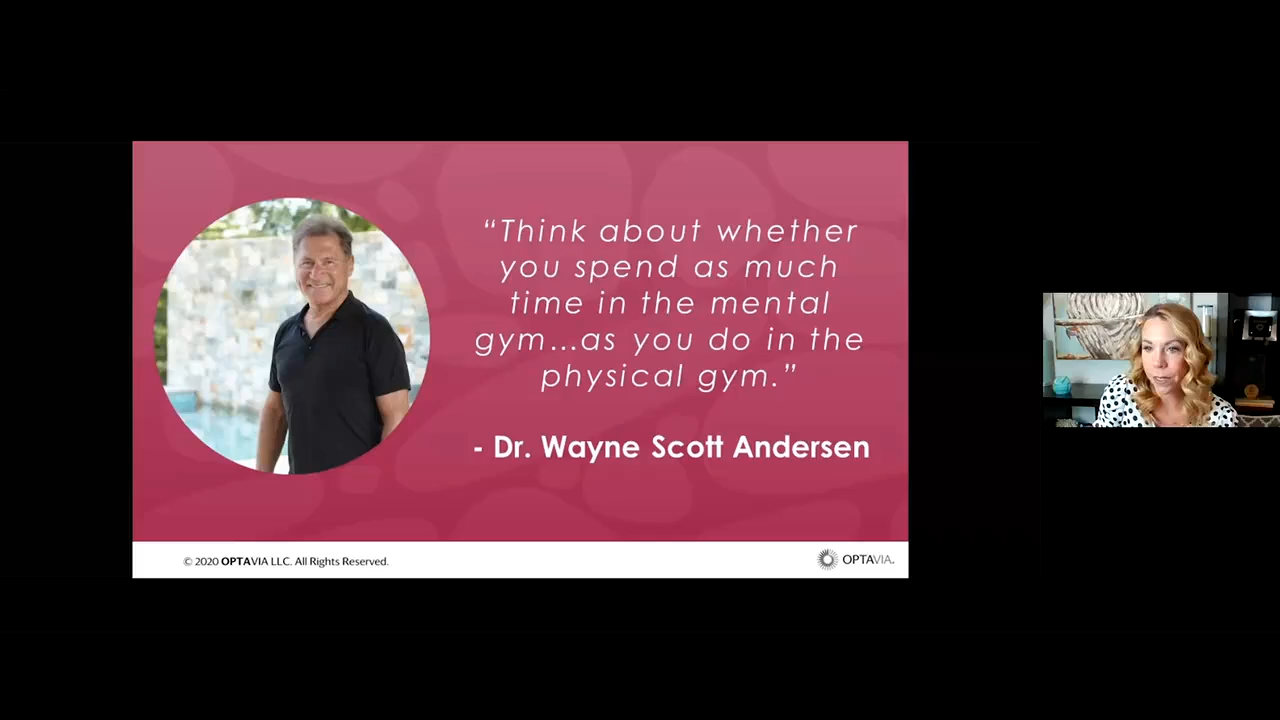 “Think about whether
you spend as much
time in the mental
gym...as you do in the
physical gym.”
- Dr. Wayne Scott Andersen
© 2020 OPTAVIA LLC. All Rights Reserved.
OPTAVIA.